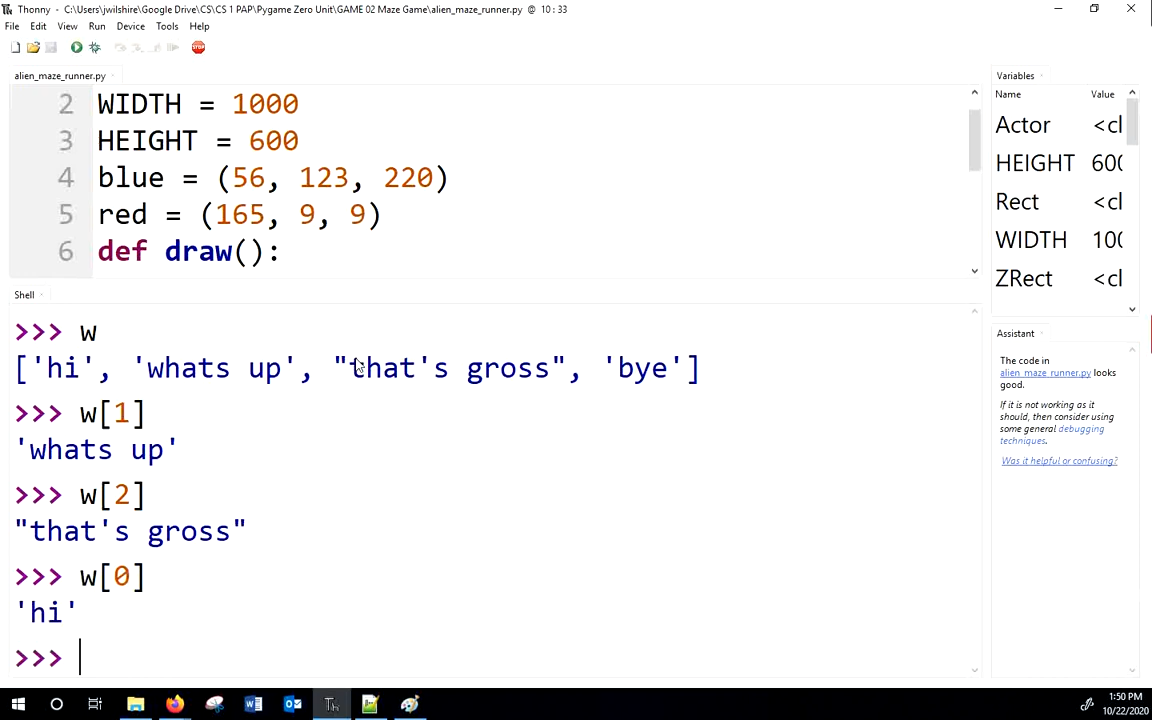 Thonny - C:\Users\jwilshire\Google Drive\CS\CS 1 PAP\Pygame Zero Unit\GAME 02 Maze Game\alien_maze_runner.py @ 10 : 33
File Edit View Run Device Tools Help
STOP
alien_maze_runner.py
2 WIDTH = 1000
3 HEIGHT = 600
4 blue = (56, 123, 220)
5 red = (165, 9, 9)
6 def draw():
Shell
>>> w
['hi', 'whats up', "that's gross", 'bye']
>>> w[1]
'whats up'
>>> w[2]
"that's gross"
>>> w[0]
'hi'
>>>
Variables
Name Value
Actor <cl
HEIGHT 600
Rect <cl
WIDTH 100
ZRect <cl
Assistant
The code in
alien_maze_runner.py looks
good.
If it is not working as it
should, then consider using
some general debugging
techniques.
Was it helpful or confusing?
1:50 PM
10/22/2020